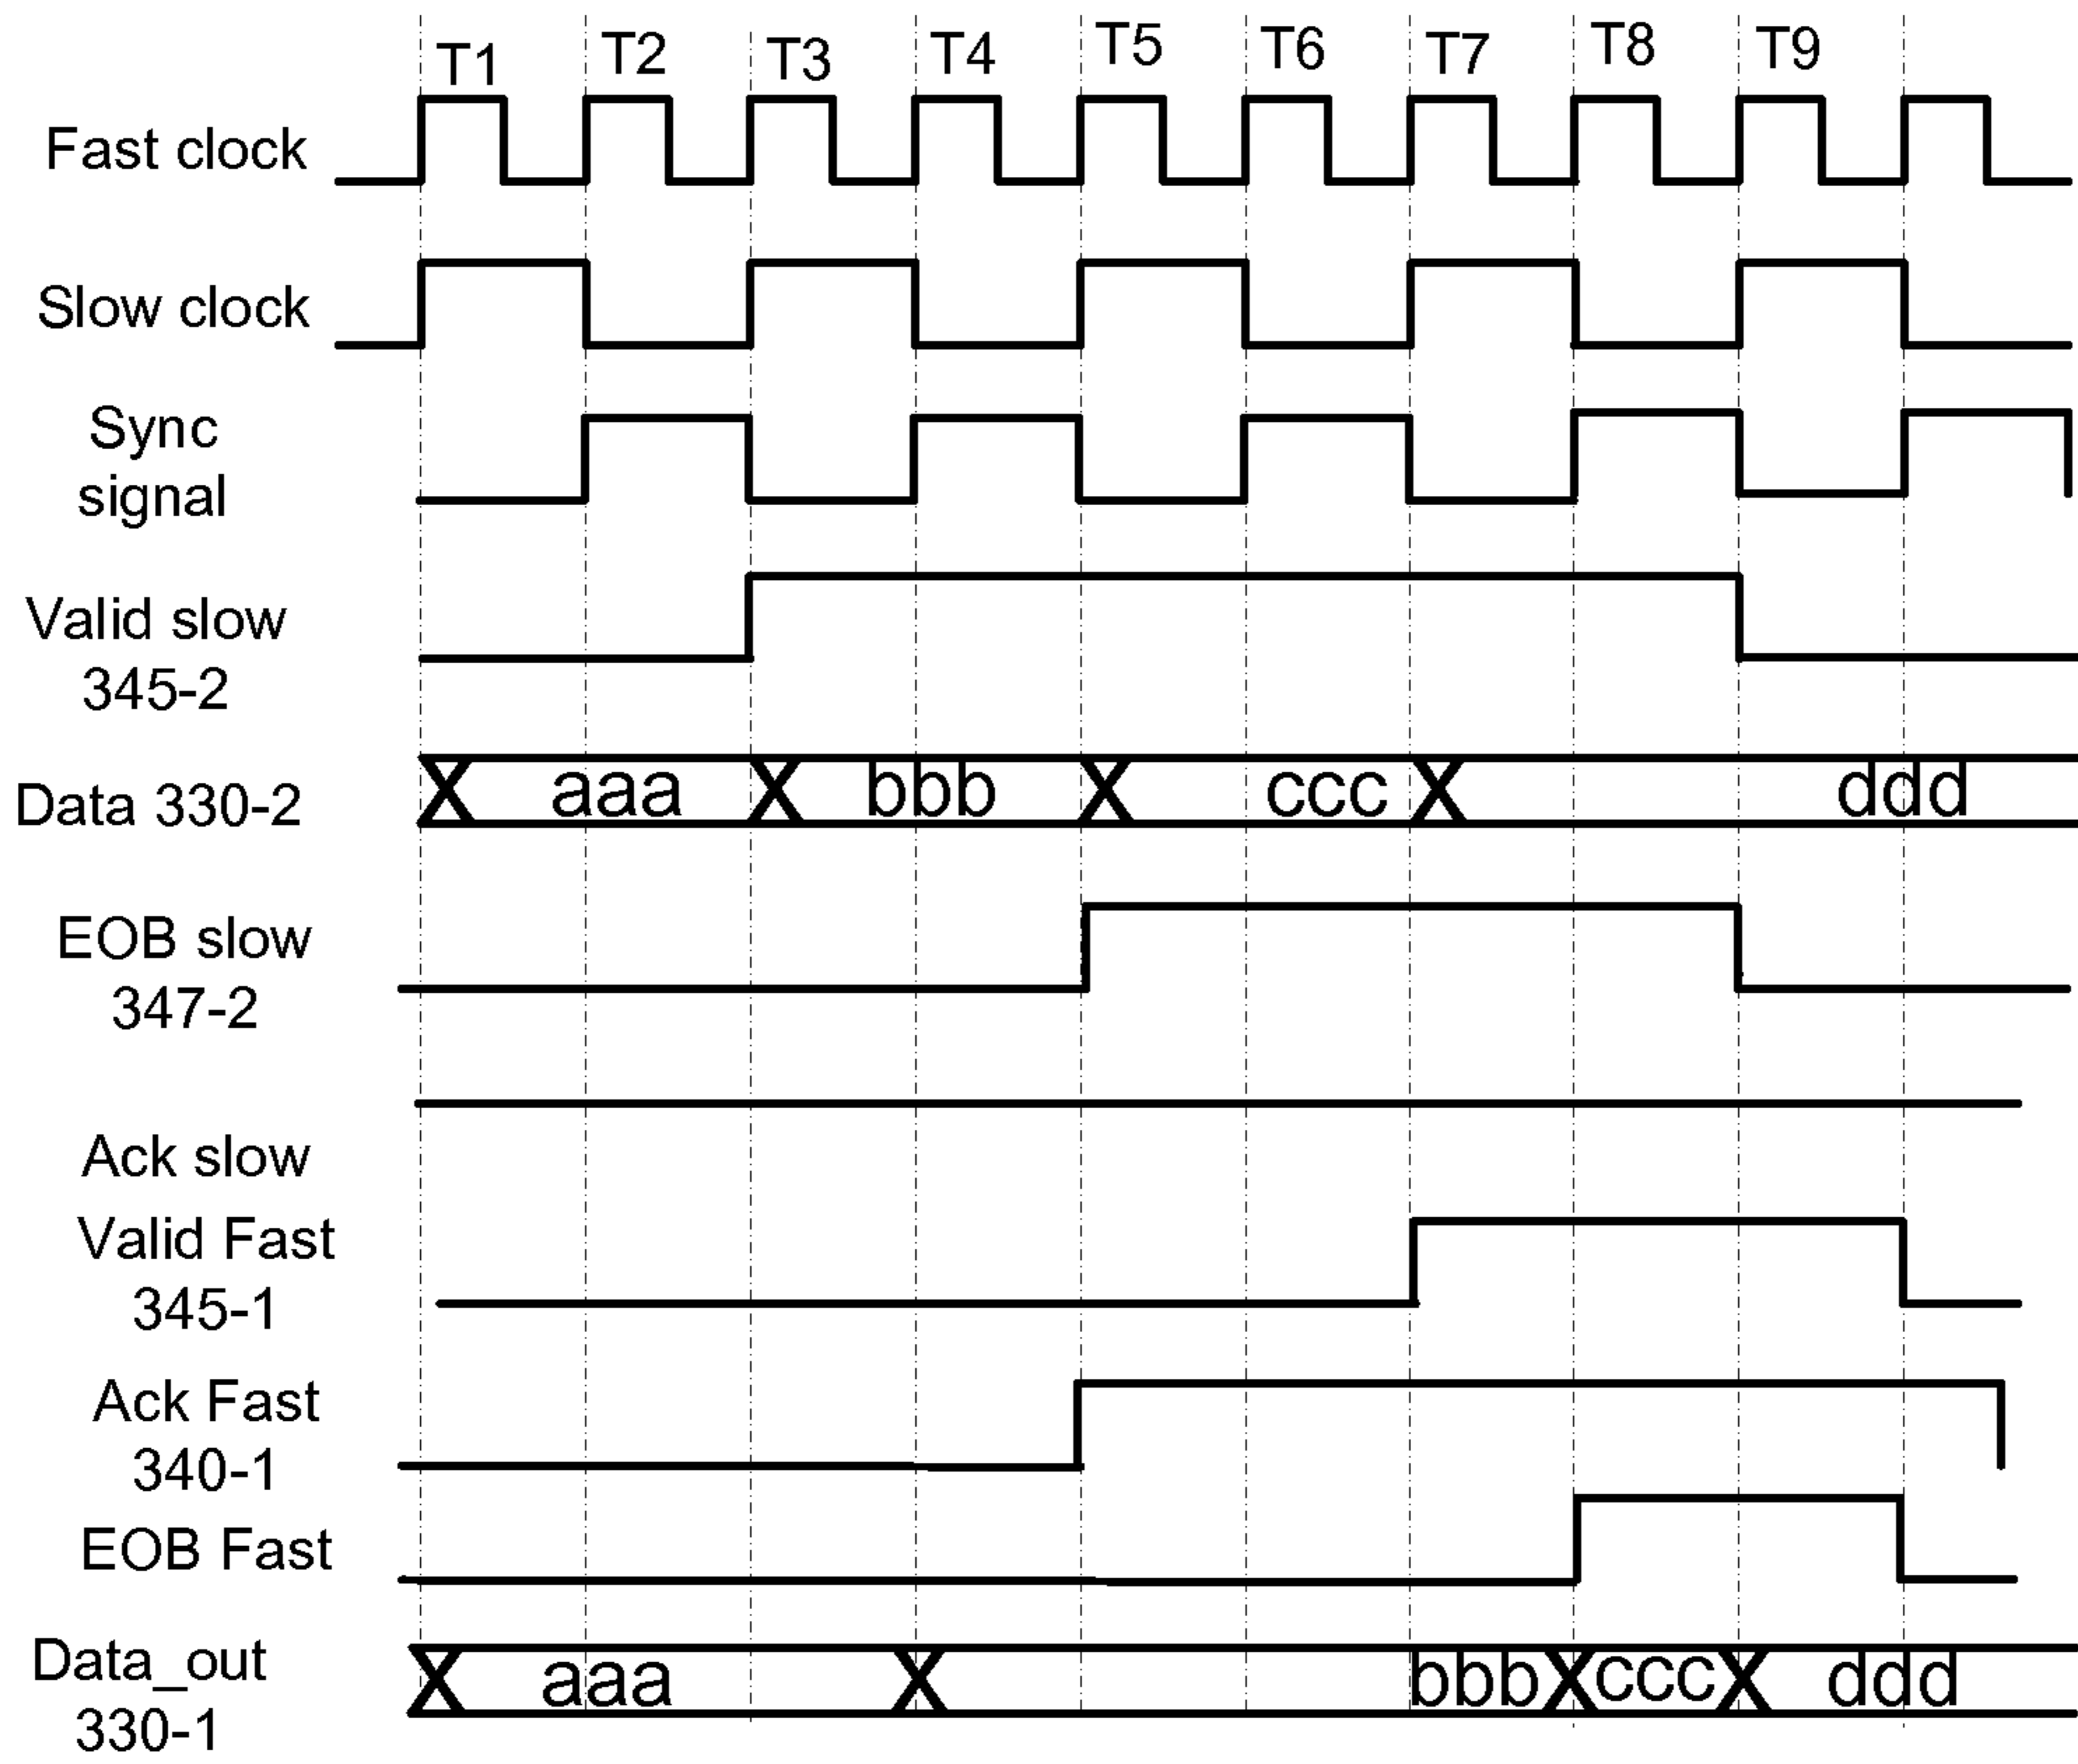 T1 T2 T3 T4 T5 T6 T7 T8 T9
Fast clock
Slow clock
Sync
signal
Valid slow
345-2
Data 330-2 aaa bbb ccc ddd
EOB slow
347-2
Ack slow
Valid Fast
345-1
Ack Fast
340-1
EOB Fast
Data_out aaa bbb ccc ddd
330-1